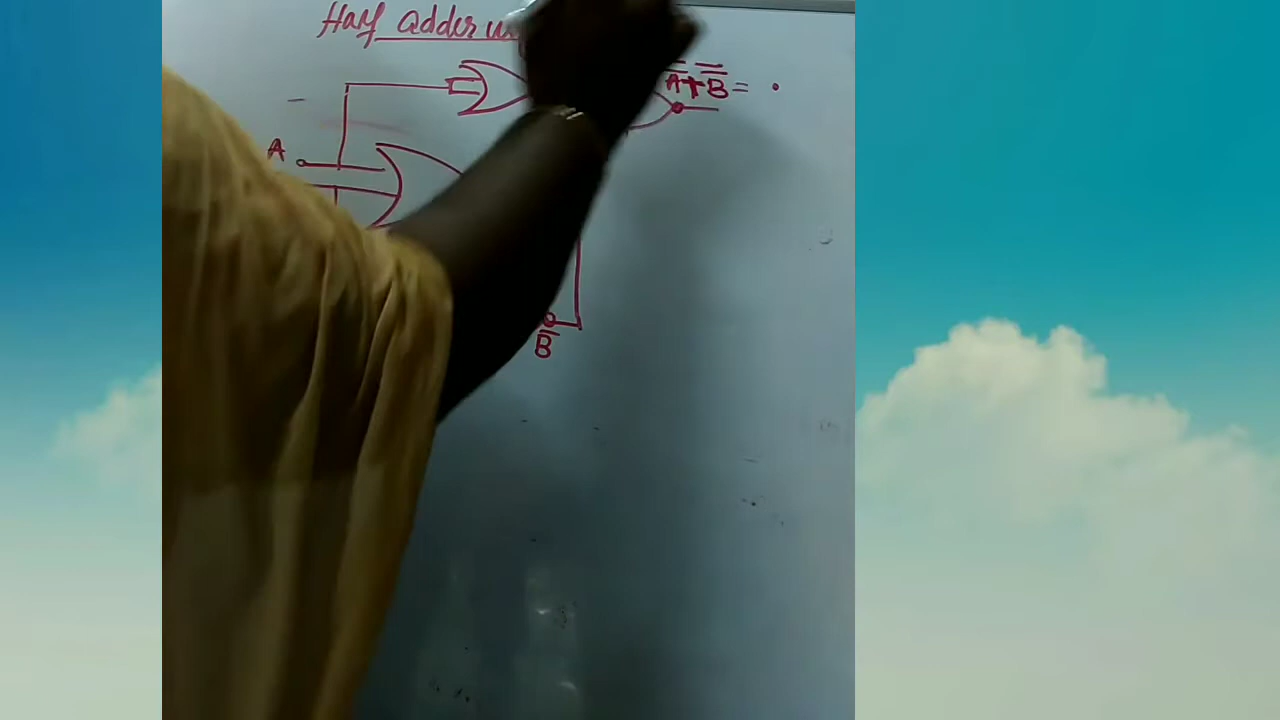 Half adder
A̅ + B̅ =
A
B̅